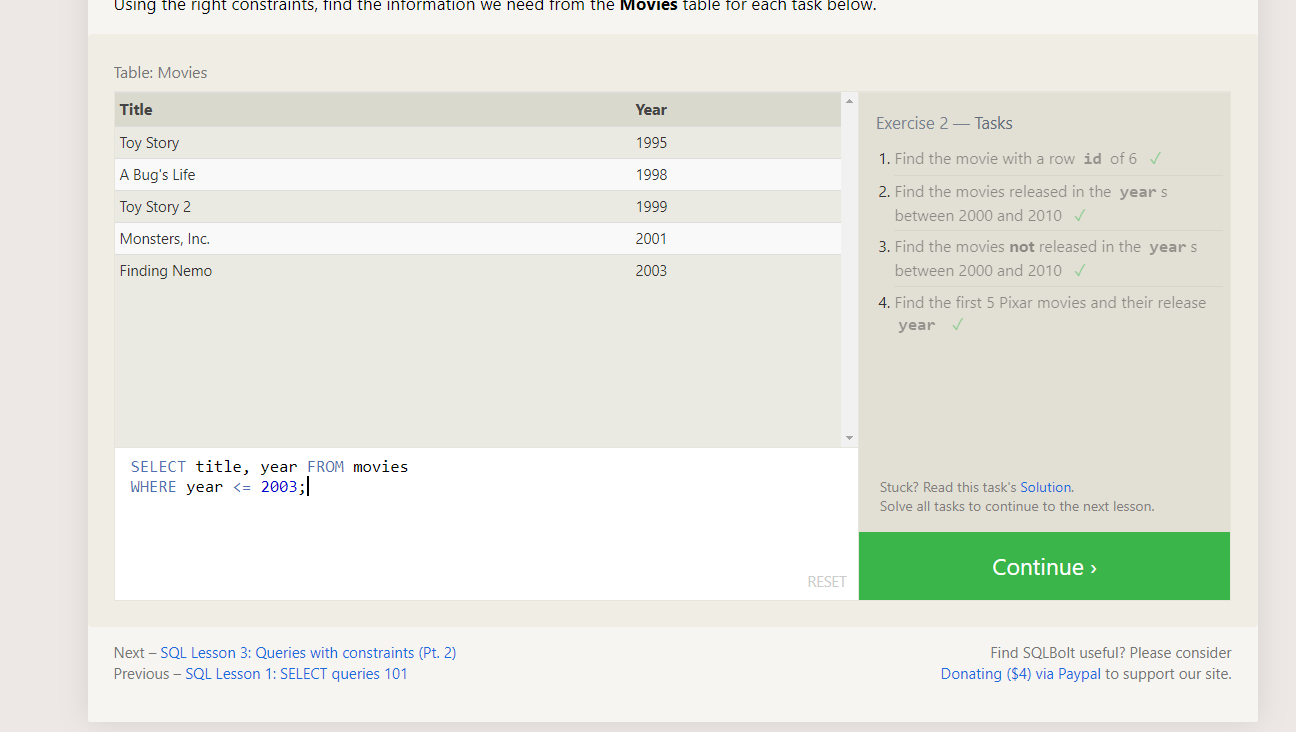 Using the right constraints, find the information we need from the Movies table for each task below.
Table: Movies
Title Year
Toy Story 1995
A Bug's Life 1998
Toy Story 2 1999
Monsters, Inc. 2001
Finding Nemo 2003
SELECT title, year FROM movies
WHERE year <= 2003;
RESET
Exercise 2 — Tasks
1. Find the movie with a row id of 6 ✓
2. Find the movies released in the year s
between 2000 and 2010 ✓
3. Find the movies not released in the year s
between 2000 and 2010 ✓
4. Find the first 5 Pixar movies and their release
year ✓
Stuck? Read this task's Solution.
Solve all tasks to continue to the next lesson.
Continue ›
Next – SQL Lesson 3: Queries with constraints (Pt. 2)
Previous – SQL Lesson 1: SELECT queries 101
Find SQLBolt useful? Please consider
Donating ($4) via Paypal to support our site.